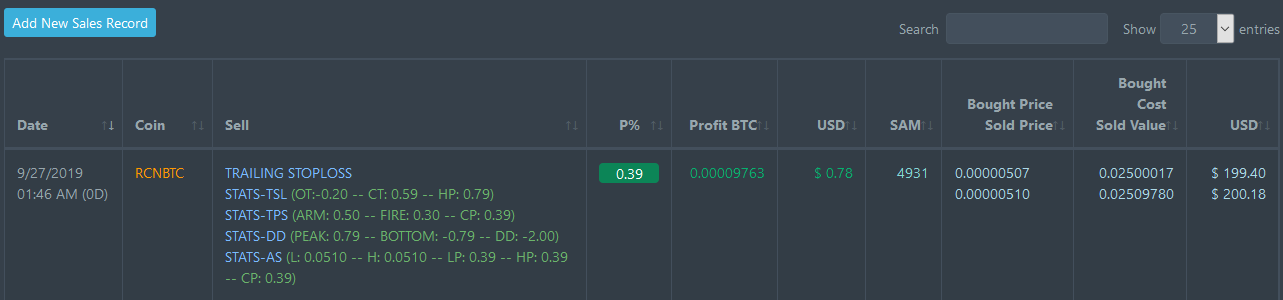 Add New Sales Record
Search Show 25 entries
Date Coin Sell P% Profit BTC USD SAM Bought Price Sold Price Bought Cost Sold Value USD
9/27/2019
01:46 AM (0D)
RCNBTC
TRAILING STOPLOSS
STATS-TSL (OT:-0.20 -- CT: 0.59 -- HP: 0.79)
STATS-TPS (ARM: 0.50 -- FIRE: 0.30 -- CP: 0.39)
STATS-DD (PEAK: 0.79 -- BOTTOM: -0.79 -- DD: -2.00)
STATS-AS (L: 0.0510 -- H: 0.0510 -- LP: 0.39 -- HP: 0.39
-- CP: 0.39)
0.39
0.00009763
$ 0.78
4931
0.00000507
0.00000510
0.02500017
0.02509780
$ 199.40
$ 200.18